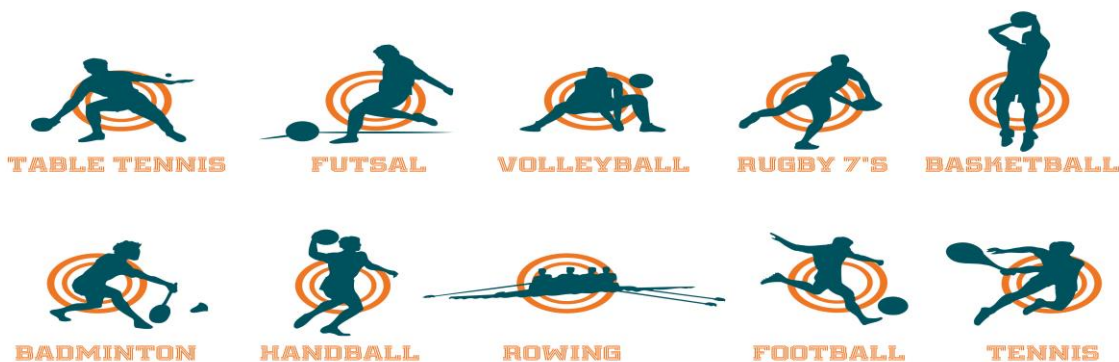 TABLE TENNIS
FUTSAL
VOLLEYBALL
RUGBY 7'S
BASKETBALL
BADMINTON
HANDBALL
ROWING
FOOTBALL
TENNIS